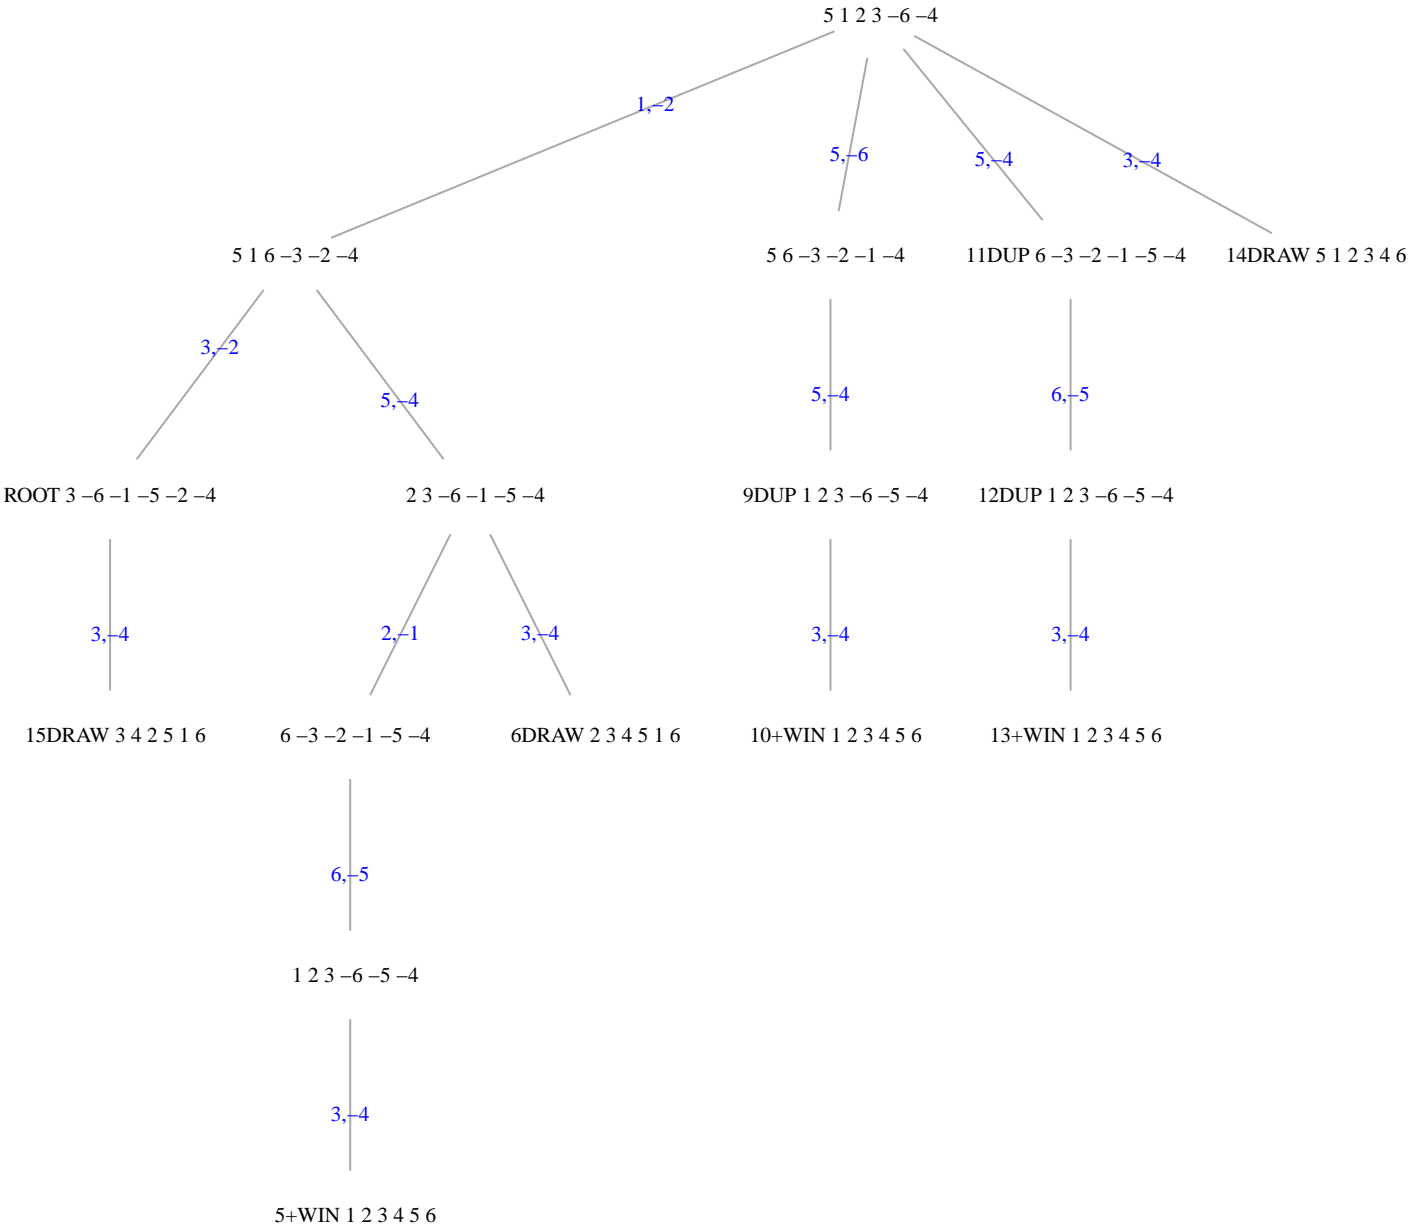 5 1 2 3 –6 –4
1,–2
5,–6
5,–4
3,–4
5 1 6 –3 –2 –4
5 6 –3 –2 –1 –4
11DUP 6 –3 –2 –1 –5 –4
14DRAW 5 1 2 3 4 6
3,–2
5,–4
5,–4
6,–5
ROOT 3 –6 –1 –5 –2 –4
2 3 –6 –1 –5 –4
9DUP 1 2 3 –6 –5 –4
12DUP 1 2 3 –6 –5 –4
3,–4
2,–1
3,–4
3,–4
3,–4
15DRAW 3 4 2 5 1 6
6 –3 –2 –1 –5 –4
6DRAW 2 3 4 5 1 6
10+WIN 1 2 3 4 5 6
13+WIN 1 2 3 4 5 6
6,–5
1 2 3 –6 –5 –4
3,–4
5+WIN 1 2 3 4 5 6